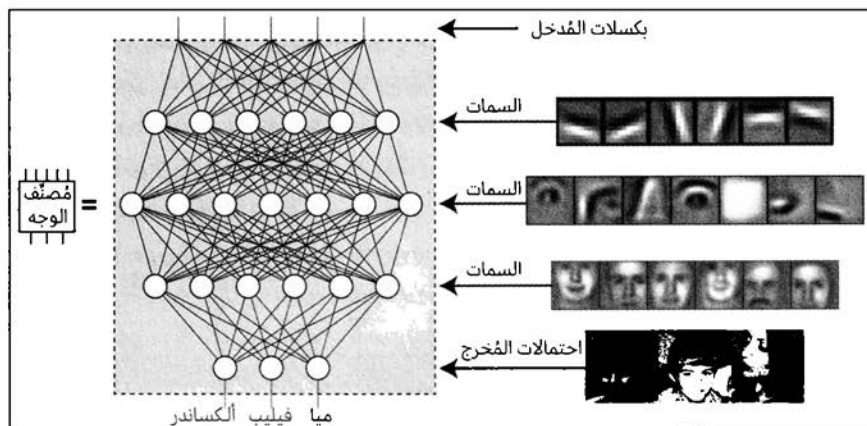 بكسلات المُدخل
السمات
السمات
السمات
احتمالات المُخرج
مُصنِّف
الوجه
=
ميا
فيليب
ألكساندر